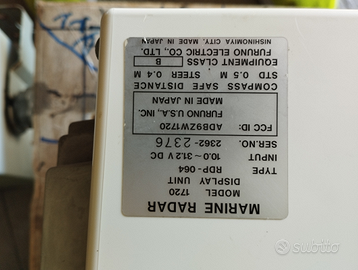 MARINE RADAR
MODEL 1720
DISPLAY UNIT
TYPE RDP-064
INPUT 10.0~31.2V DC
SER.NO. 2362-2376
FCC ID: ADB9ZW1720
FURUNO U.S.A., INC.
MADE IN JAPAN
COMPASS SAFE DISTANCE
STD 0.5 M STEER 0.4 M
EQUIPMENT CLASS B
FURUNO ELECTRIC CO., LTD.
NISHINOMIYA CITY, MADE IN JAPAN
subito